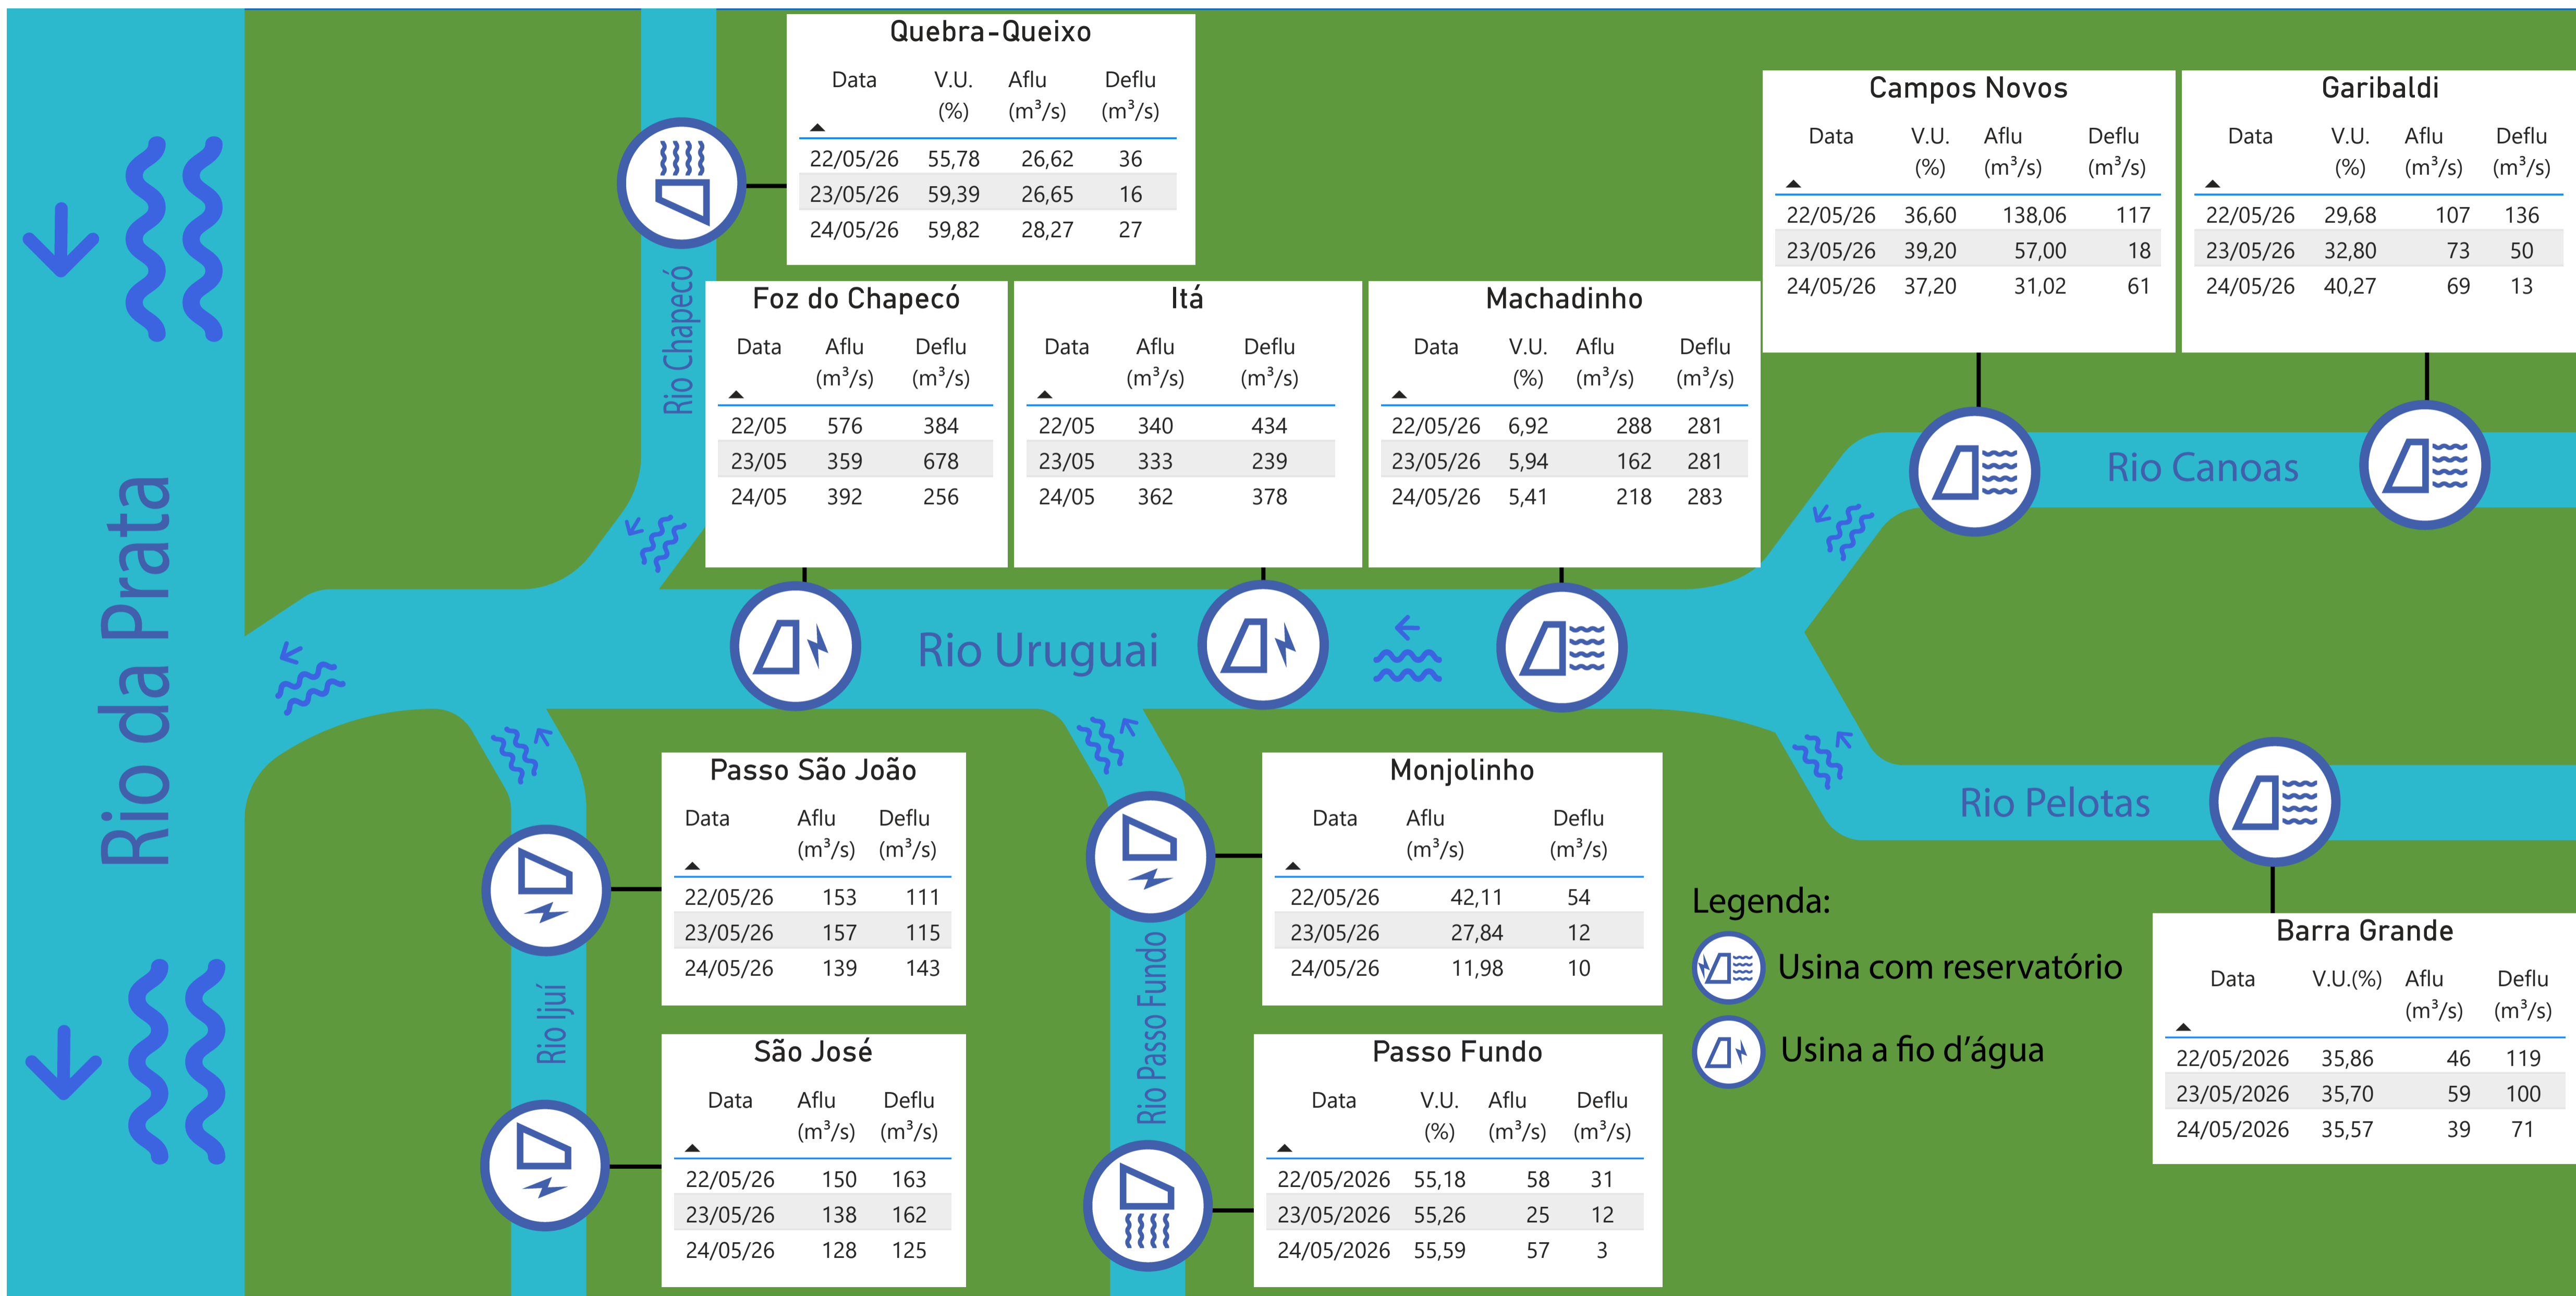 Rio da Prata
Quebra-Queixo
Data V.U. (%) Aflu (m³/s) Deflu (m³/s)
22/05/26 55,78 26,62 36
23/05/26 59,39 26,65 16
24/05/26 59,82 28,27 27
Rio Chapecó
Campos Novos
Data V.U. (%) Aflu (m³/s) Deflu (m³/s)
22/05/26 36,60 138,06 117
23/05/26 39,20 57,00 18
24/05/26 37,20 31,02 61
Garibaldi
Data V.U. (%) Aflu (m³/s) Deflu (m³/s)
22/05/26 29,68 107 136
23/05/26 32,80 73 50
24/05/26 40,27 69 13
Foz do Chapecó
Data Aflu (m³/s) Deflu (m³/s)
22/05 576 384
23/05 359 678
24/05 392 256
Itá
Data Aflu (m³/s) Deflu (m³/s)
22/05 340 434
23/05 333 239
24/05 362 378
Machadinho
Data V.U. (%) Aflu (m³/s) Deflu (m³/s)
22/05/26 6,92 288 281
23/05/26 5,94 162 281
24/05/26 5,41 218 283
Rio Canoas
Rio Uruguai
Rio Pelotas
Passo São João
Data Aflu (m³/s) Deflu (m³/s)
22/05/26 153 111
23/05/26 157 115
24/05/26 139 143
Rio Ijuí
São José
Data Aflu (m³/s) Deflu (m³/s)
22/05/26 150 163
23/05/26 138 162
24/05/26 128 125
Monjolinho
Data Aflu (m³/s) Deflu (m³/s)
22/05/26 42,11 54
23/05/26 27,84 12
24/05/26 11,98 10
Rio Passo Fundo
Passo Fundo
Data V.U. (%) Aflu (m³/s) Deflu (m³/s)
22/05/2026 55,18 58 31
23/05/2026 55,26 25 12
24/05/2026 55,59 57 3
Legenda:
Usina com reservatório
Usina a fio d'água
Barra Grande
Data V.U.(%) Aflu (m³/s) Deflu (m³/s)
22/05/2026 35,86 46 119
23/05/2026 35,70 59 100
24/05/2026 35,57 39 71